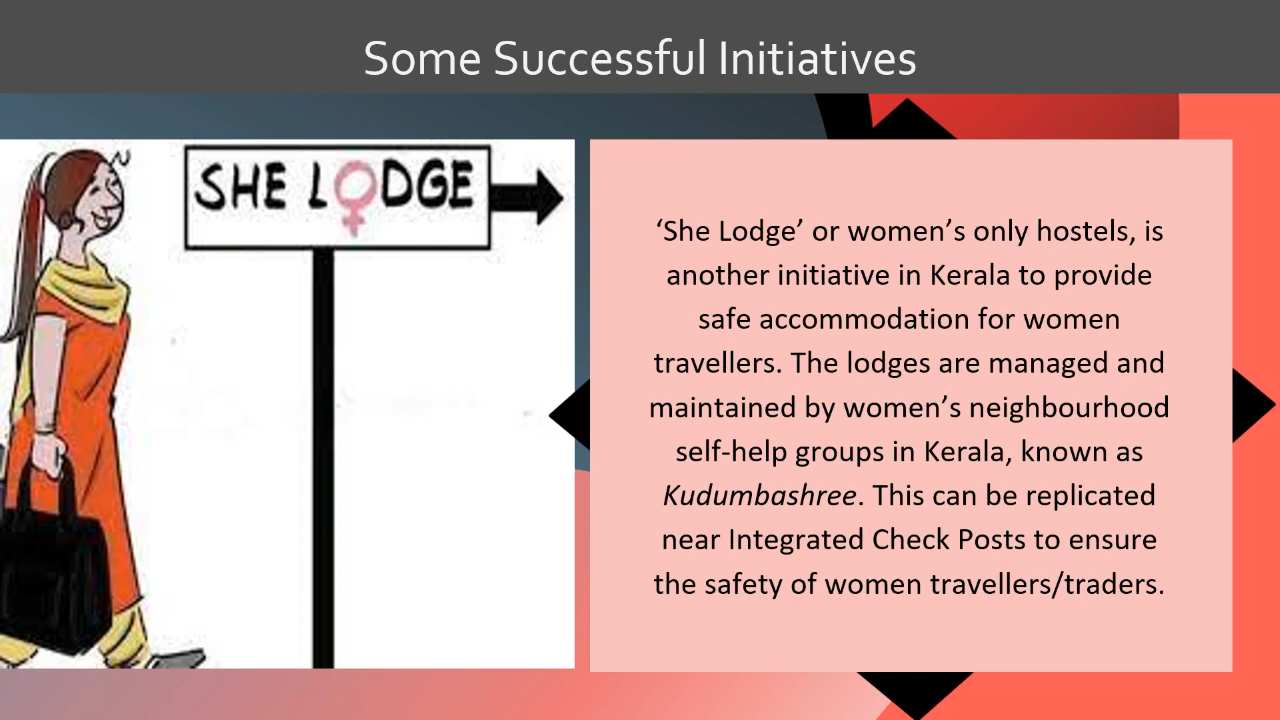 Some Successful Initiatives
SHE LODGE
‘She Lodge’ or women’s only hostels, is
another initiative in Kerala to provide
safe accommodation for women
travellers. The lodges are managed and
maintained by women’s neighbourhood
self-help groups in Kerala, known as
Kudumbashree. This can be replicated
near Integrated Check Posts to ensure
the safety of women travellers/traders.